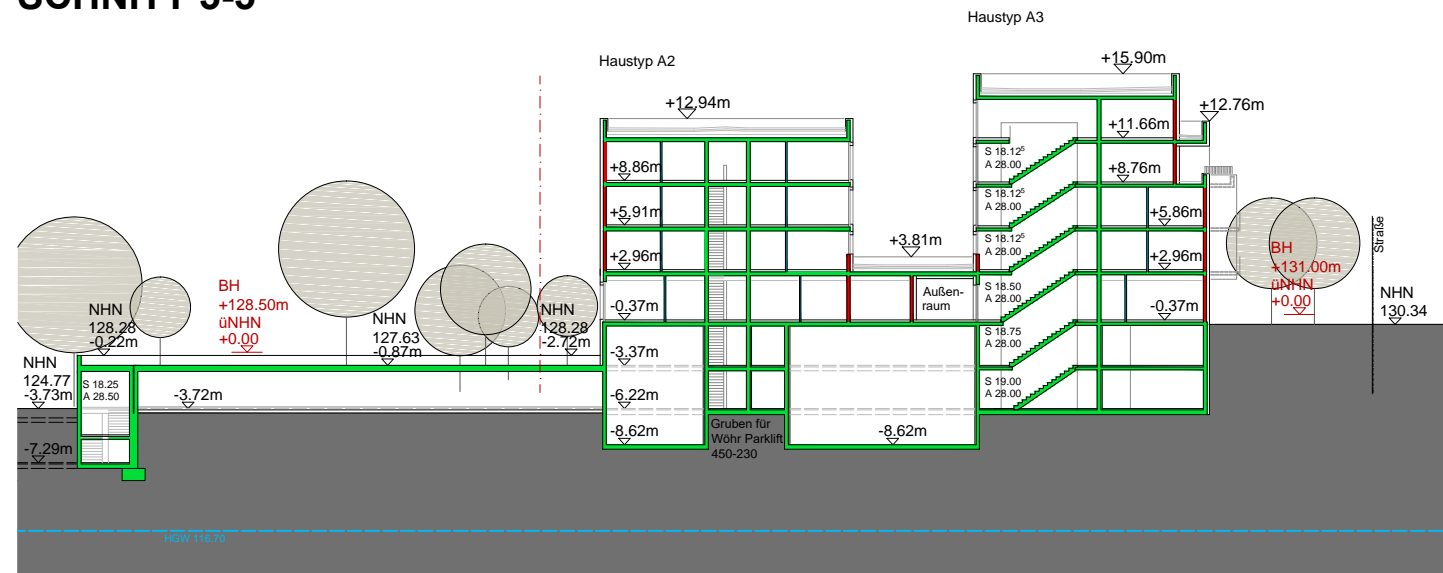 SCHNITT
Haustyp A3
Haustyp A2
+15.90m
+12.94m
+12.76m
+11.66m
+8.86m
S 18.12⁵
A 28.00
+8.76m
+5.91m
S 18.12⁵
A 28.00
+5.86m
+3.81m
+2.96m
S 18.12⁵
A 28.00
+2.96m
Straße
BH
+131.00m
üNHN
+0.00
NHN
130.34
BH
+128.50m
üNHN
+0.00
NHN
128.28
-0.22m
NHN
127.63
-0.87m
NHN
128.28
-2.72m
-0.37m
Außen-
raum
S 18.50
A 28.00
-0.37m
S 18.75
A 28.00
-3.37m
NHN
124.77
-3.73m
S 18.25
A 28.50
-3.72m
-6.22m
S 19.00
A 28.00
-7.29m
-8.62m
Gruben für
Wöhr Parklift
450-230
-8.62m
HGW 116.70